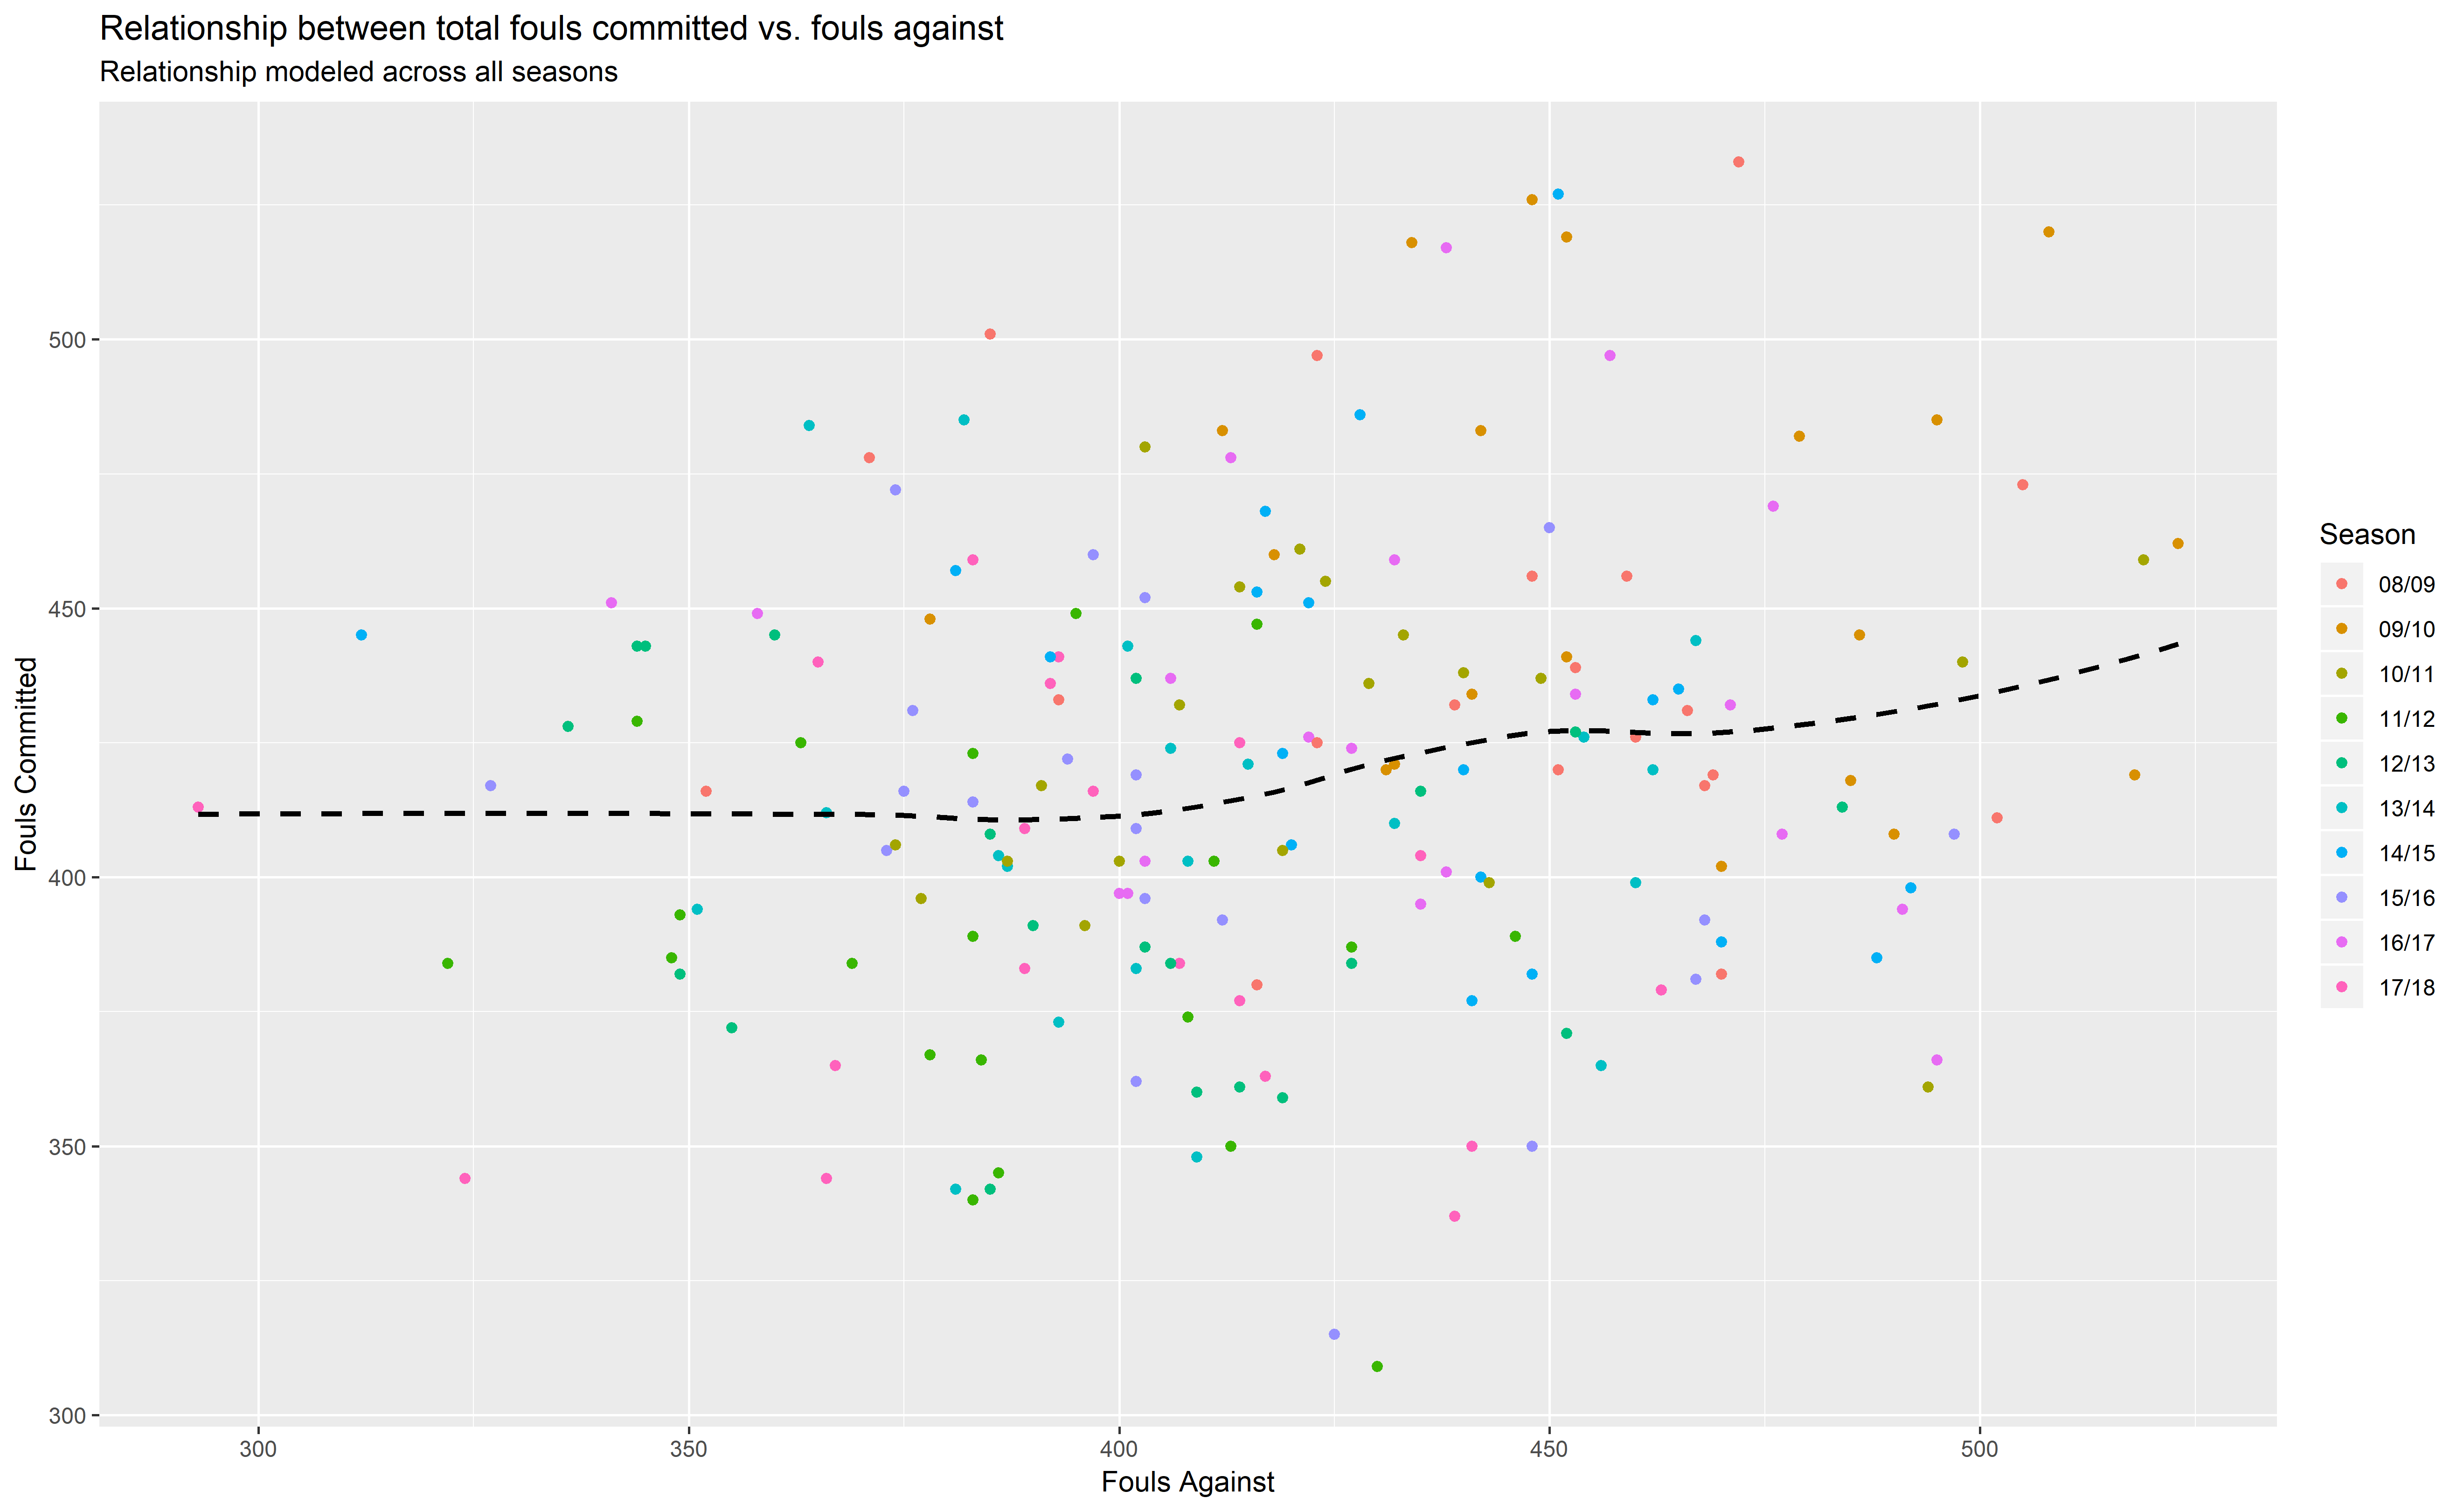 Relationship between total fouls committed vs. fouls against
Relationship modeled across all seasons
Fouls Committed
500
450
400
350
300
300 350 400 450 500
Fouls Against
Season
08/09
09/10
10/11
11/12
12/13
13/14
14/15
15/16
16/17
17/18